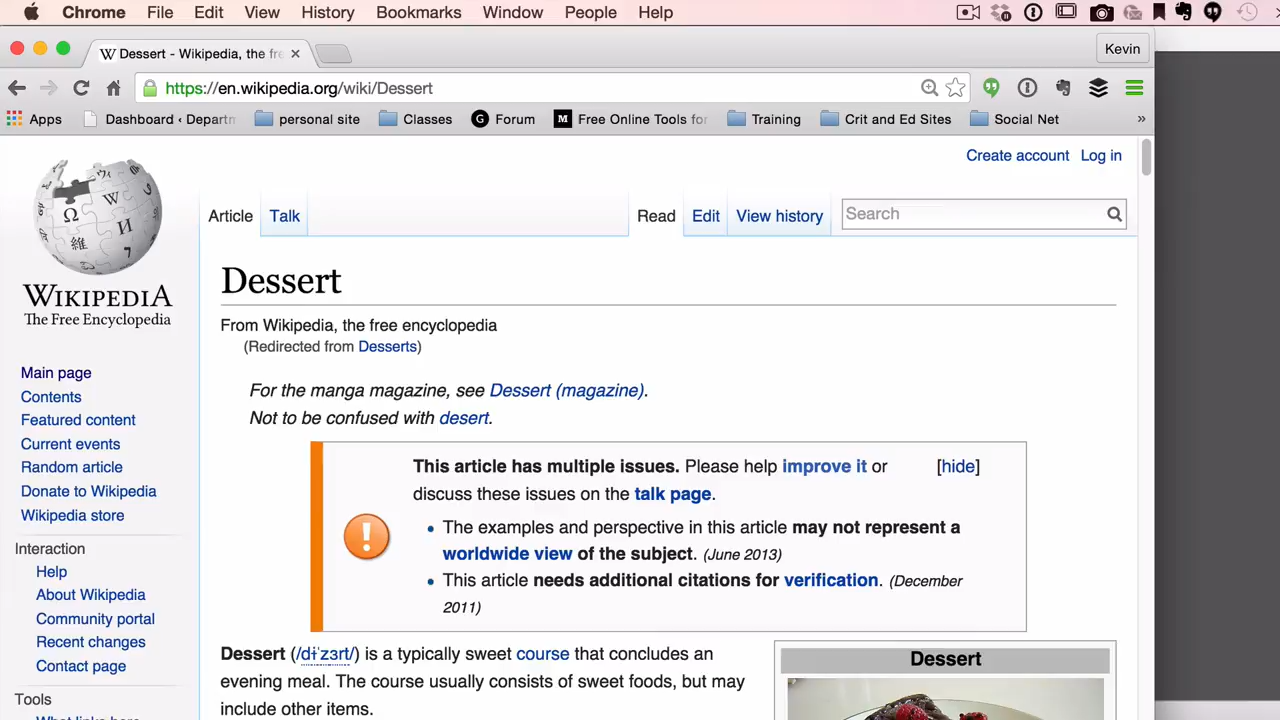 Chrome File Edit View History Bookmarks Window People Help
Dessert - Wikipedia, the fre
Kevin
https://en.wikipedia.org/wiki/Dessert
Apps Dashboard ‹ Departm personal site Classes Forum Free Online Tools for Training Crit and Ed Sites Social Net »
Create account Log in
Article Talk Read Edit View history Search
WIKIPEDIA
The Free Encyclopedia
Dessert
From Wikipedia, the free encyclopedia
(Redirected from Desserts)
For the manga magazine, see Dessert (magazine).
Not to be confused with desert.
This article has multiple issues. Please help improve it or [hide]
discuss these issues on the talk page.
• The examples and perspective in this article may not represent a
worldwide view of the subject. (June 2013)
• This article needs additional citations for verification. (December
2011)
Dessert (/dɨˈzɜrt/) is a typically sweet course that concludes an
evening meal. The course usually consists of sweet foods, but may
include other items.
Dessert
Main page
Contents
Featured content
Current events
Random article
Donate to Wikipedia
Wikipedia store
Interaction
Help
About Wikipedia
Community portal
Recent changes
Contact page
Tools